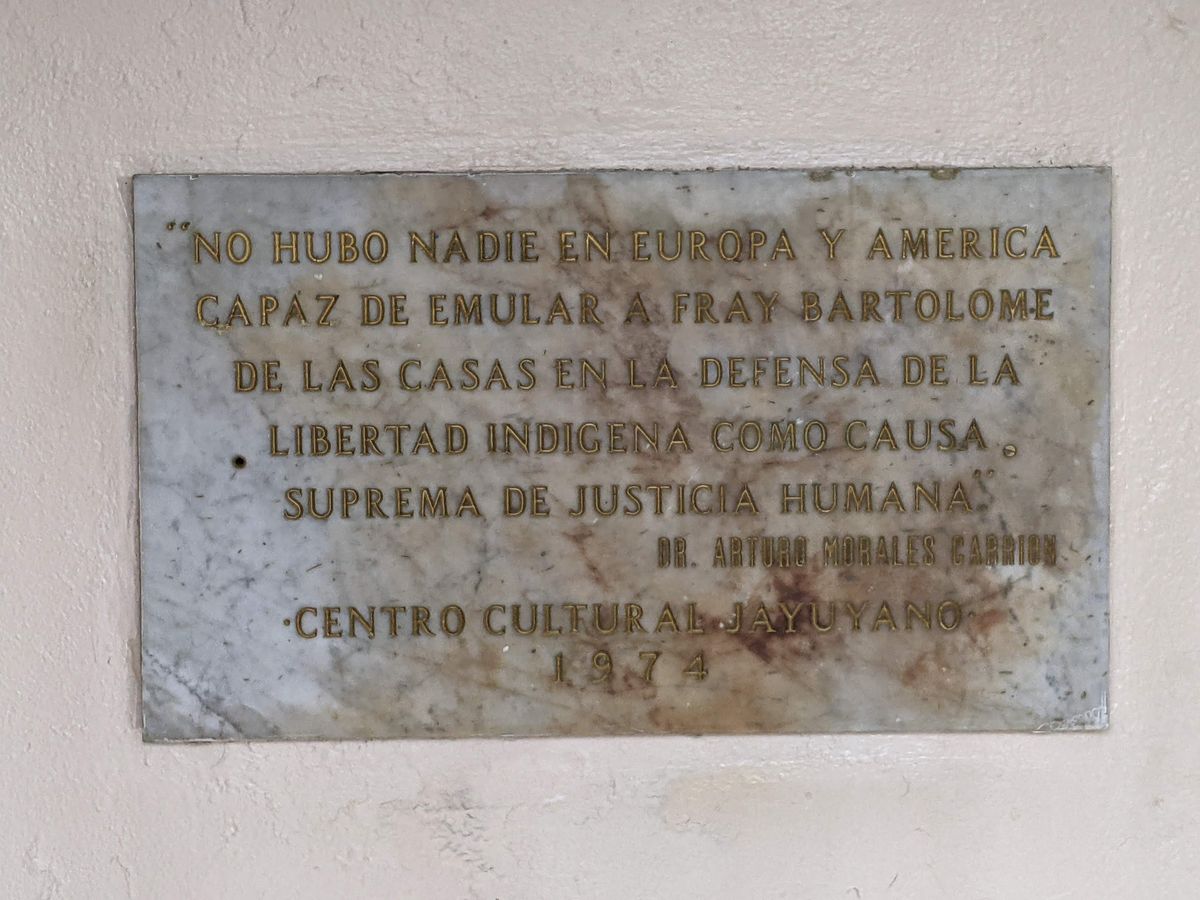 “NO HUBO NADIE EN EUROPA Y AMERICA
CAPAZ DE EMULAR A FRAY BARTOLOME
DE LAS CASAS EN LA DEFENSA DE LA
LIBERTAD INDIGENA COMO CAUSA
SUPREMA DE JUSTICIA HUMANA”
DR. ARTURO MORALES CARRION
·CENTRO CULTURAL JAYUYANO·
1974